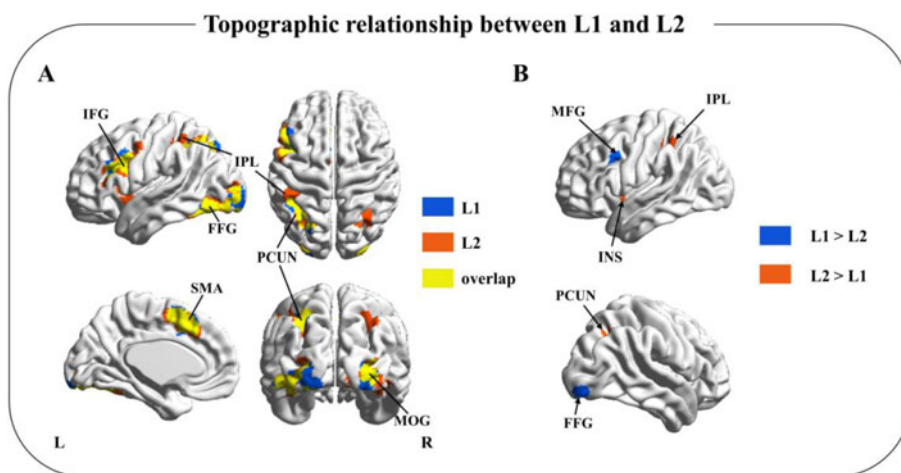 Topographic relationship between L1 and L2
A
IFG
IPL
FFG
PCUN
SMA
MOG
L
R
L1
L2
overlap
B
MFG
IPL
INS
PCUN
FFG
L1 > L2
L2 > L1